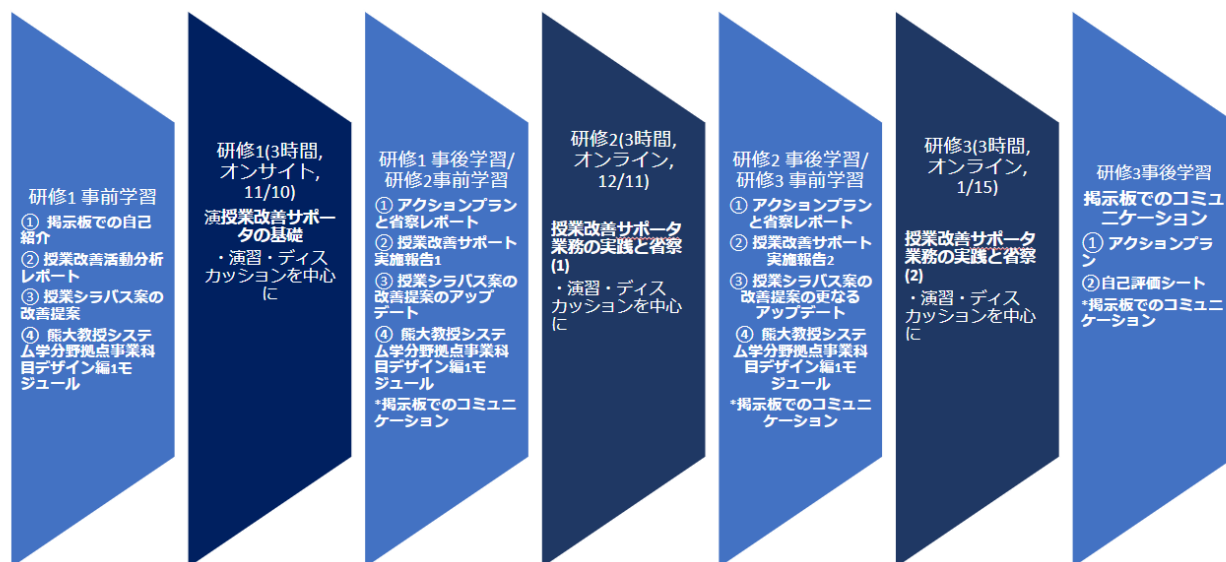 研修1 事前学習
① 掲示板での自己
紹介
② 授業改善活動分析
レポート
③ 授業シラバス案の
改善提案
④ 熊大教授システ
ム学分野拠点事業科
目デザイン編1モ
ジュール
研修1(3時間,
オンサイト,
11/10)
演授業改善サポー
タの基礎
・演習・ディス
カッションを中心
に
研修1 事後学習/
研修2事前学習
① アクションプラン
と省察レポート
② 授業改善サポート
実施報告1
③ 授業シラバス案の
改善提案のアップ
デート
④ 熊大教授システ
ム学分野拠点事業科
目デザイン編1モ
ジュール
*掲示板でのコミュニ
ケーション
研修2(3時間,
オンライン,
12/11)
授業改善サポータ
業務の実践と省察
(1)
・演習・ディス
カッションを中心
に
研修2 事後学習/
研修3 事前学習
① アクションプラン
と省察レポート
② 授業改善サポート
実施報告2
③ 授業シラバス案の
改善提案の更なる
アップデート
④ 熊大教授システ
ム学分野拠点事業科
目デザイン編1モ
ジュール
*掲示板でのコミュニ
ケーション
研修3(3時間,
オンライン,
1/15)
授業改善サポータ
業務の実践と省察
(2)
・演習・ディス
カッションを中心
に
研修3事後学習
掲示板でのコミュ
ニケーション
① アクションプラ
ン
②自己評価シート
*掲示板でのコミュニ
ケーション